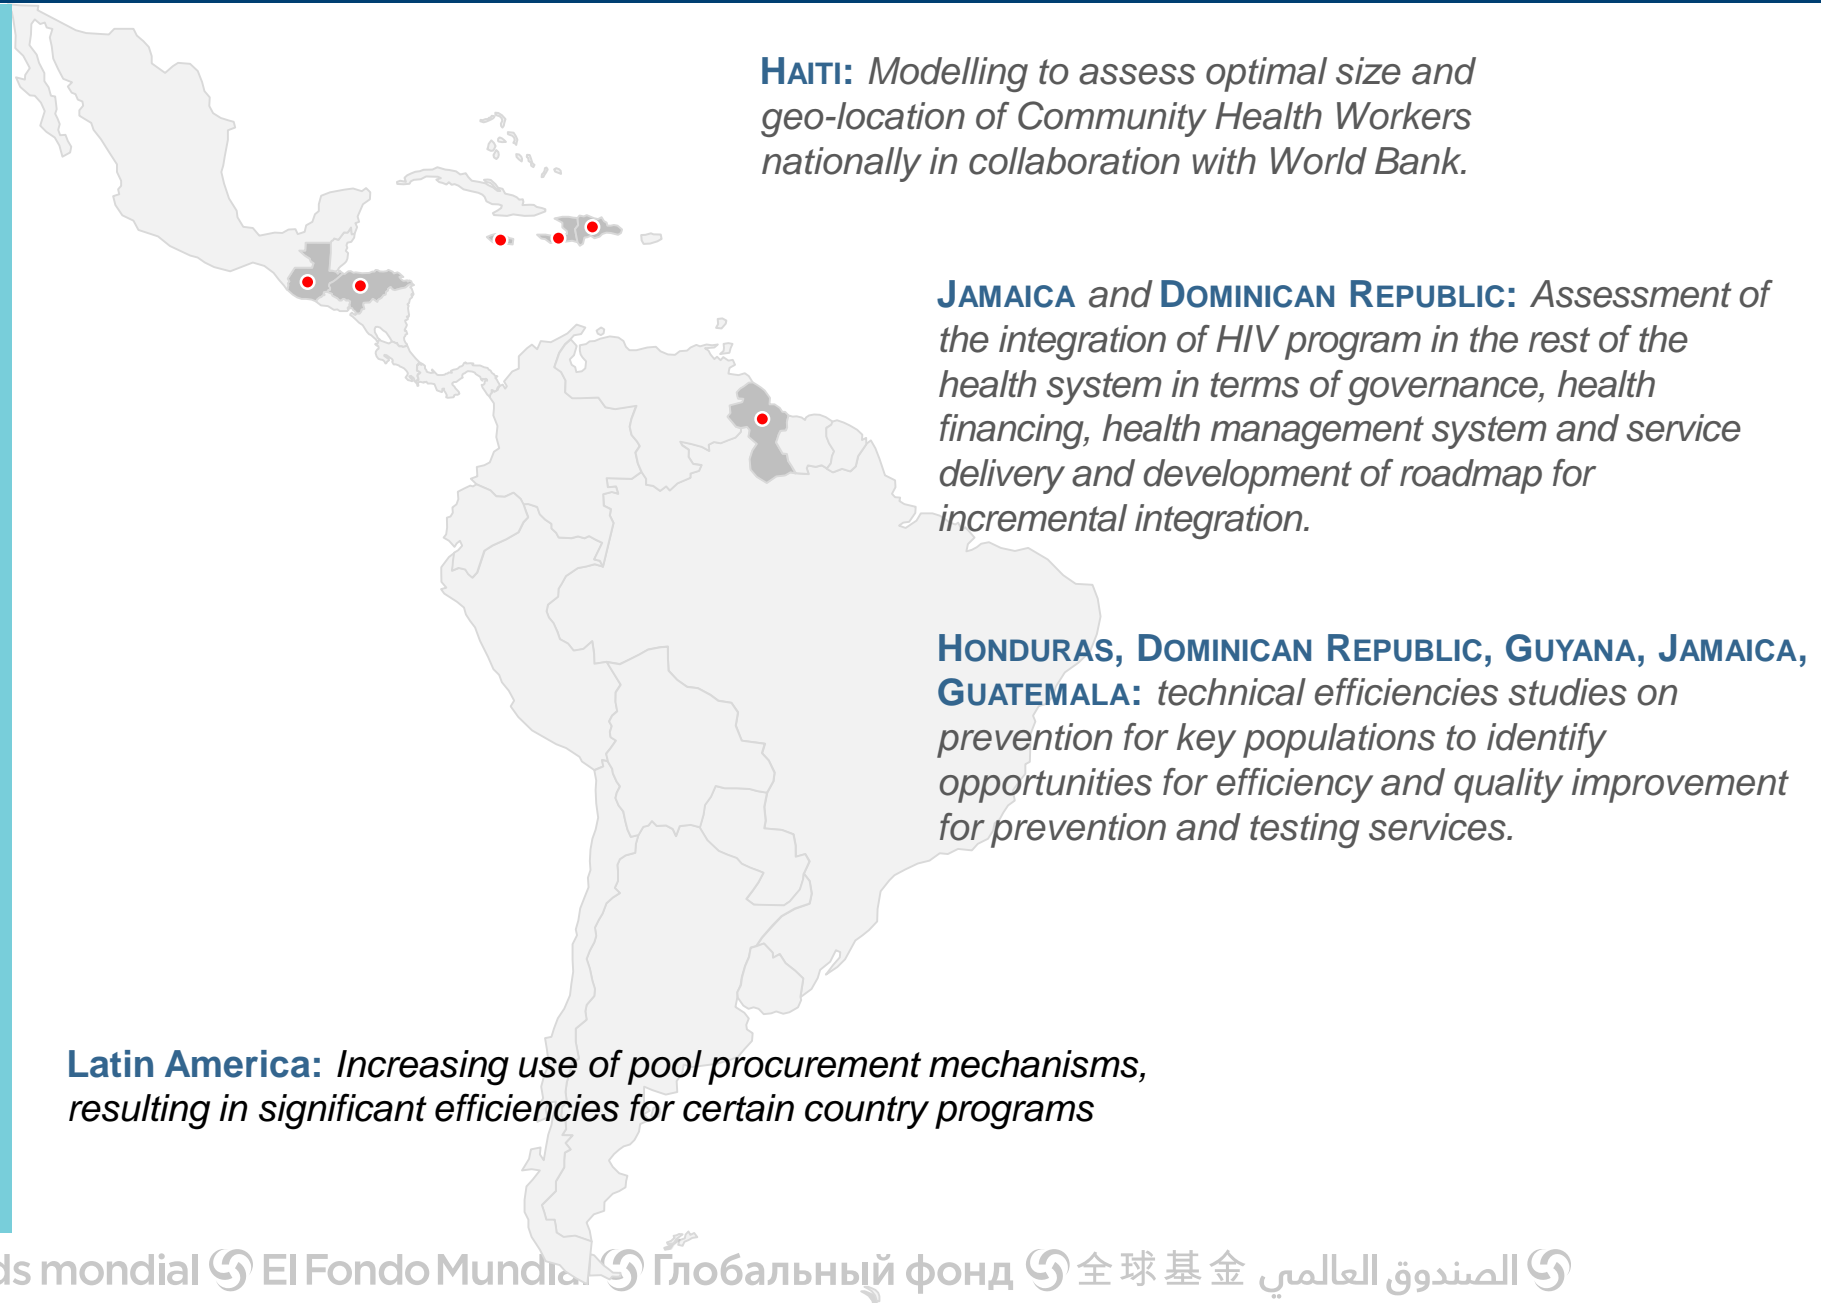 HAITI: Modelling to assess optimal size and
geo-location of Community Health Workers
nationally in collaboration with World Bank.
JAMAICA and DOMINICAN REPUBLIC: Assessment of
the integration of HIV program in the rest of the
health system in terms of governance, health
financing, health management system and service
delivery and development of roadmap for
incremental integration.
HONDURAS, DOMINICAN REPUBLIC, GUYANA, JAMAICA,
GUATEMALA: technical efficiencies studies on
prevention for key populations to identify
opportunities for efficiency and quality improvement
for prevention and testing services.
Latin America: Increasing use of pool procurement mechanisms,
resulting in significant efficiencies for certain country programs
ds mondial El Fondo Mundial Глобальный фонд 全球基金 الصندوق العالمي